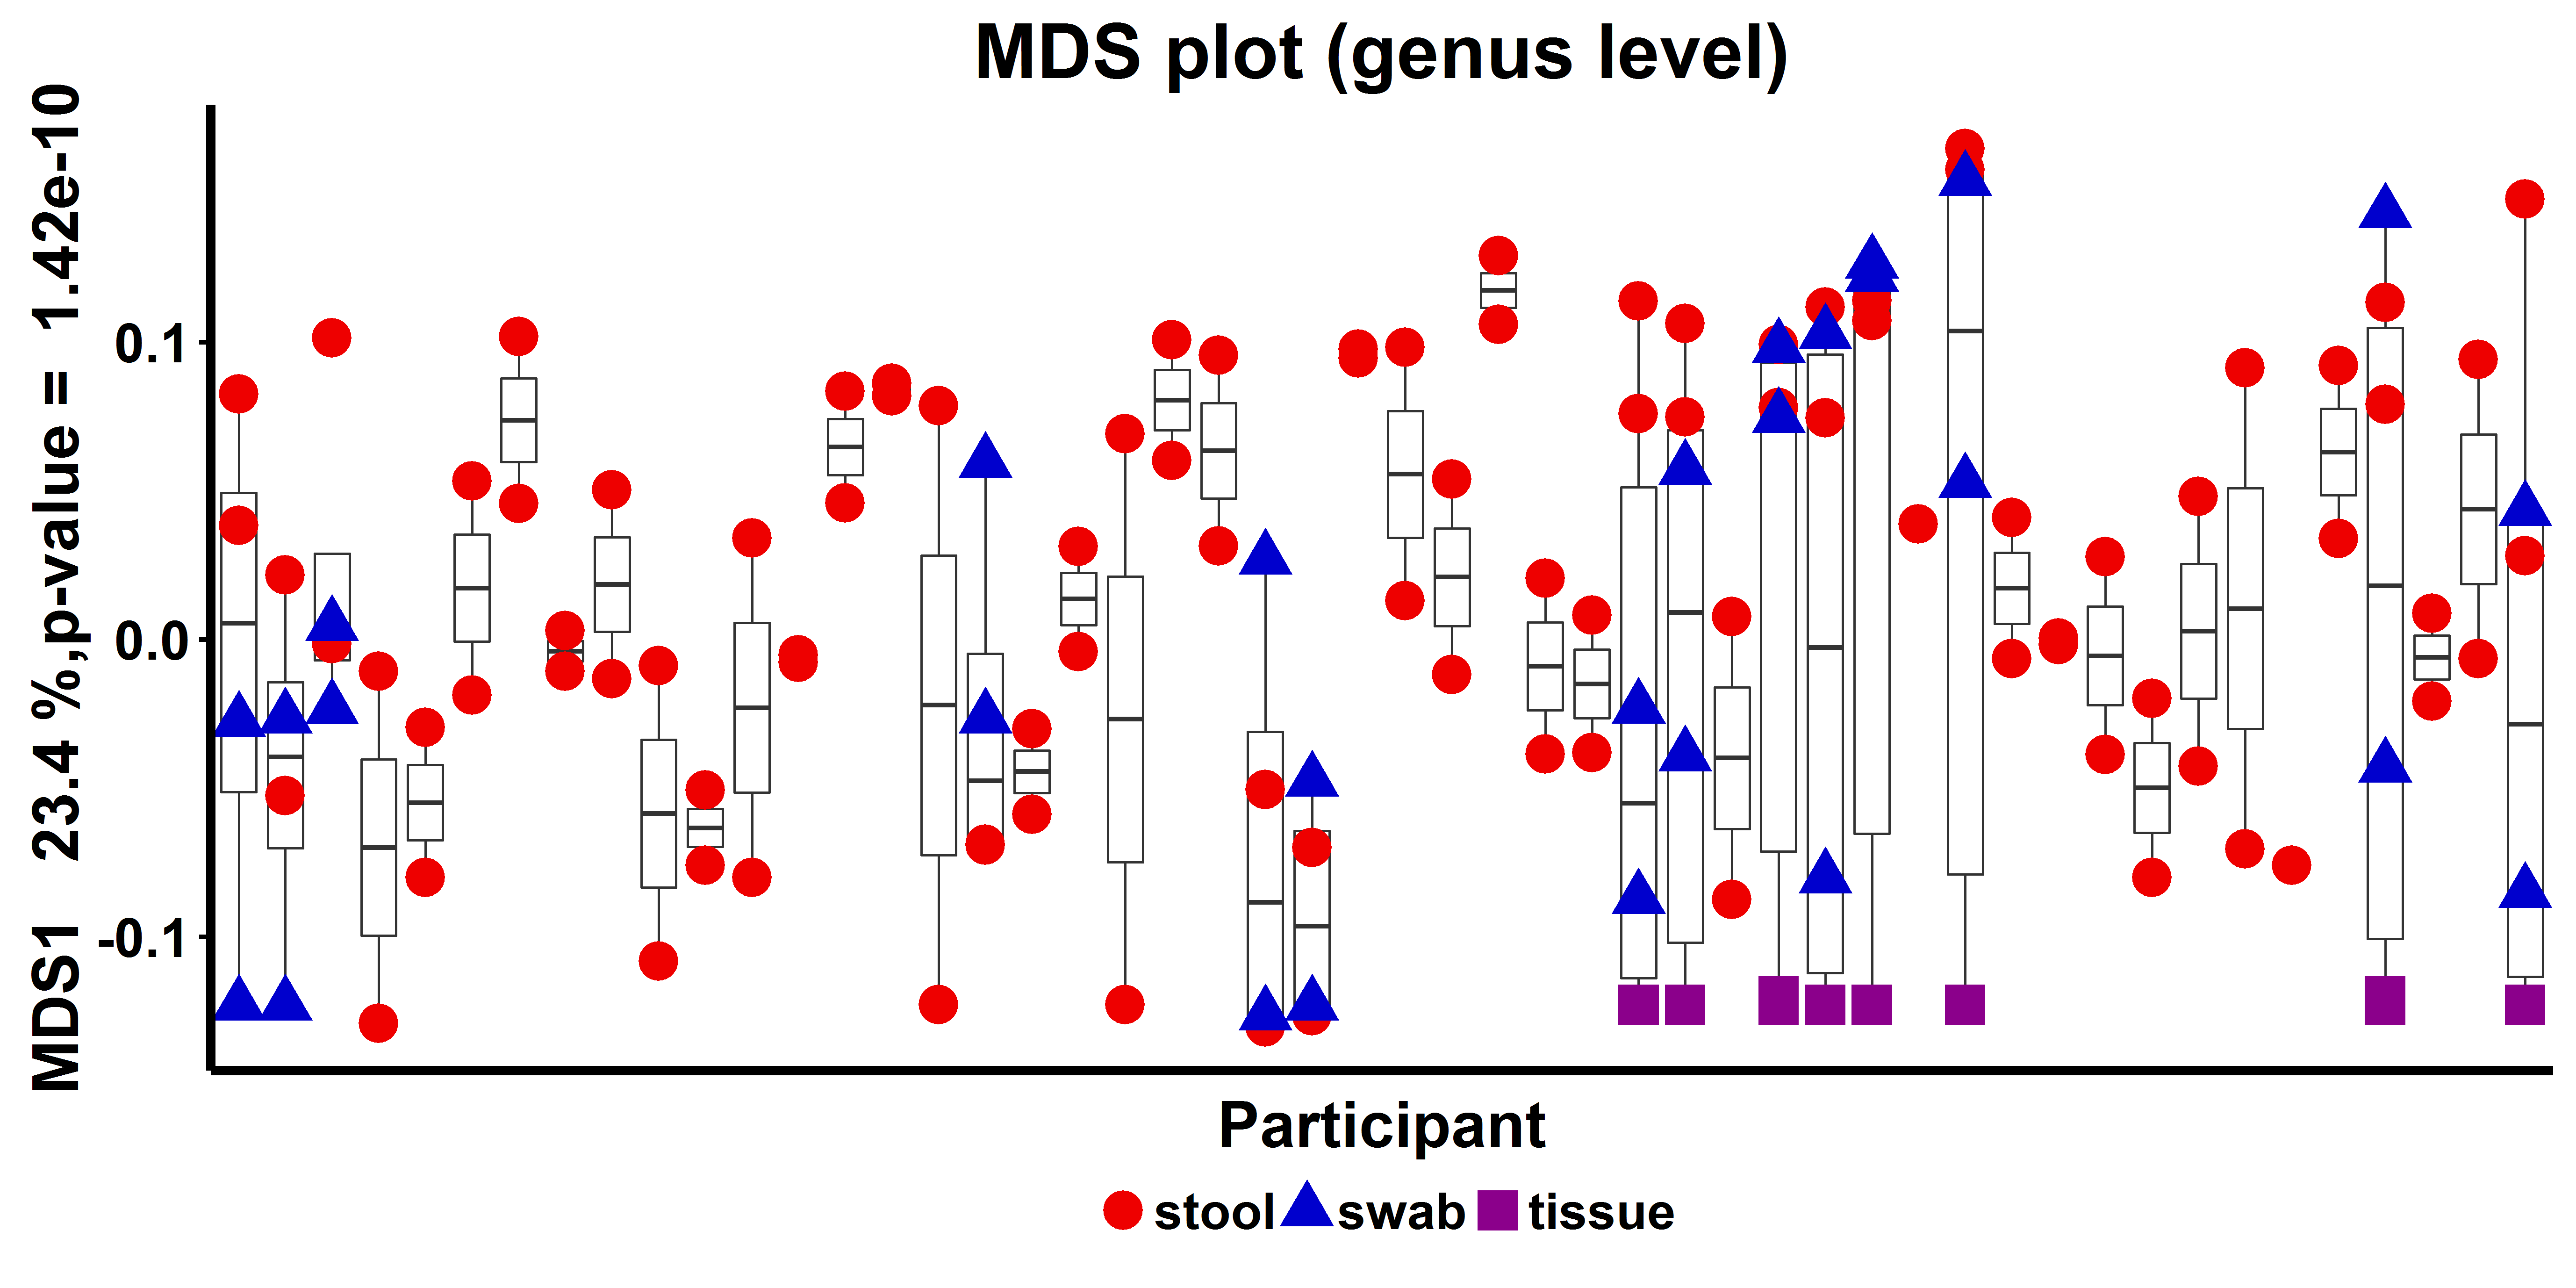 MDS plot (genus level)
MDS1 23.4 %,p-value = 1.42e-10
0.1
0.0
-0.1
Participant
stool swab tissue